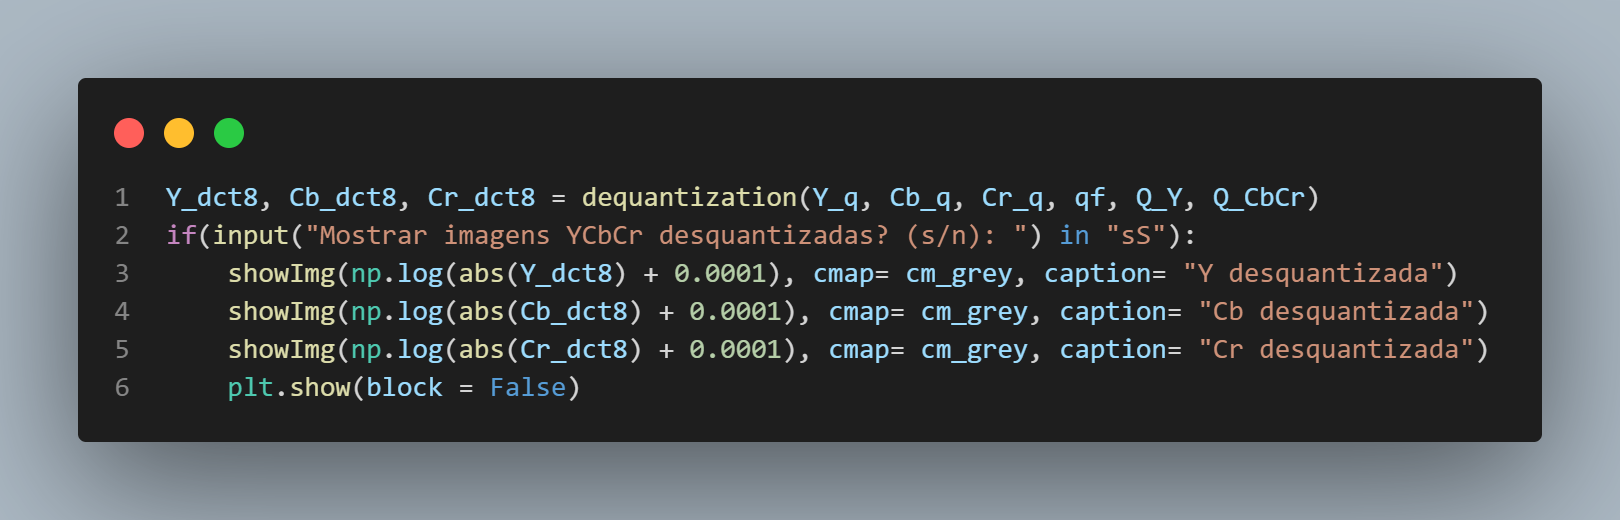 1 Y_dct8, Cb_dct8, Cr_dct8 = dequantization(Y_q, Cb_q, Cr_q, qf, Q_Y, Q_CbCr)
2 if(input("Mostrar imagens YCbCr desquantizadas? (s/n): ") in "sS"):
3     showImg(np.log(abs(Y_dct8) + 0.0001), cmap= cm_grey, caption= "Y desquantizada")
4     showImg(np.log(abs(Cb_dct8) + 0.0001), cmap= cm_grey, caption= "Cb desquantizada")
5     showImg(np.log(abs(Cr_dct8) + 0.0001), cmap= cm_grey, caption= "Cr desquantizada")
6     plt.show(block = False)